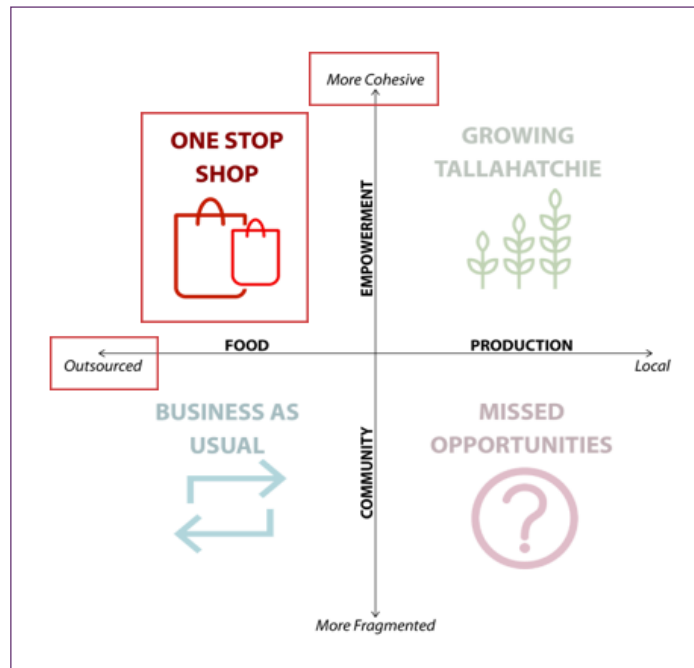 More Cohesive
ONE STOP
SHOP
GROWING
TALLAHATCHIE
EMPOWERMENT
FOOD
PRODUCTION
Outsourced
Local
BUSINESS AS
USUAL
MISSED
OPPORTUNITIES
COMMUNITY
?
More Fragmented